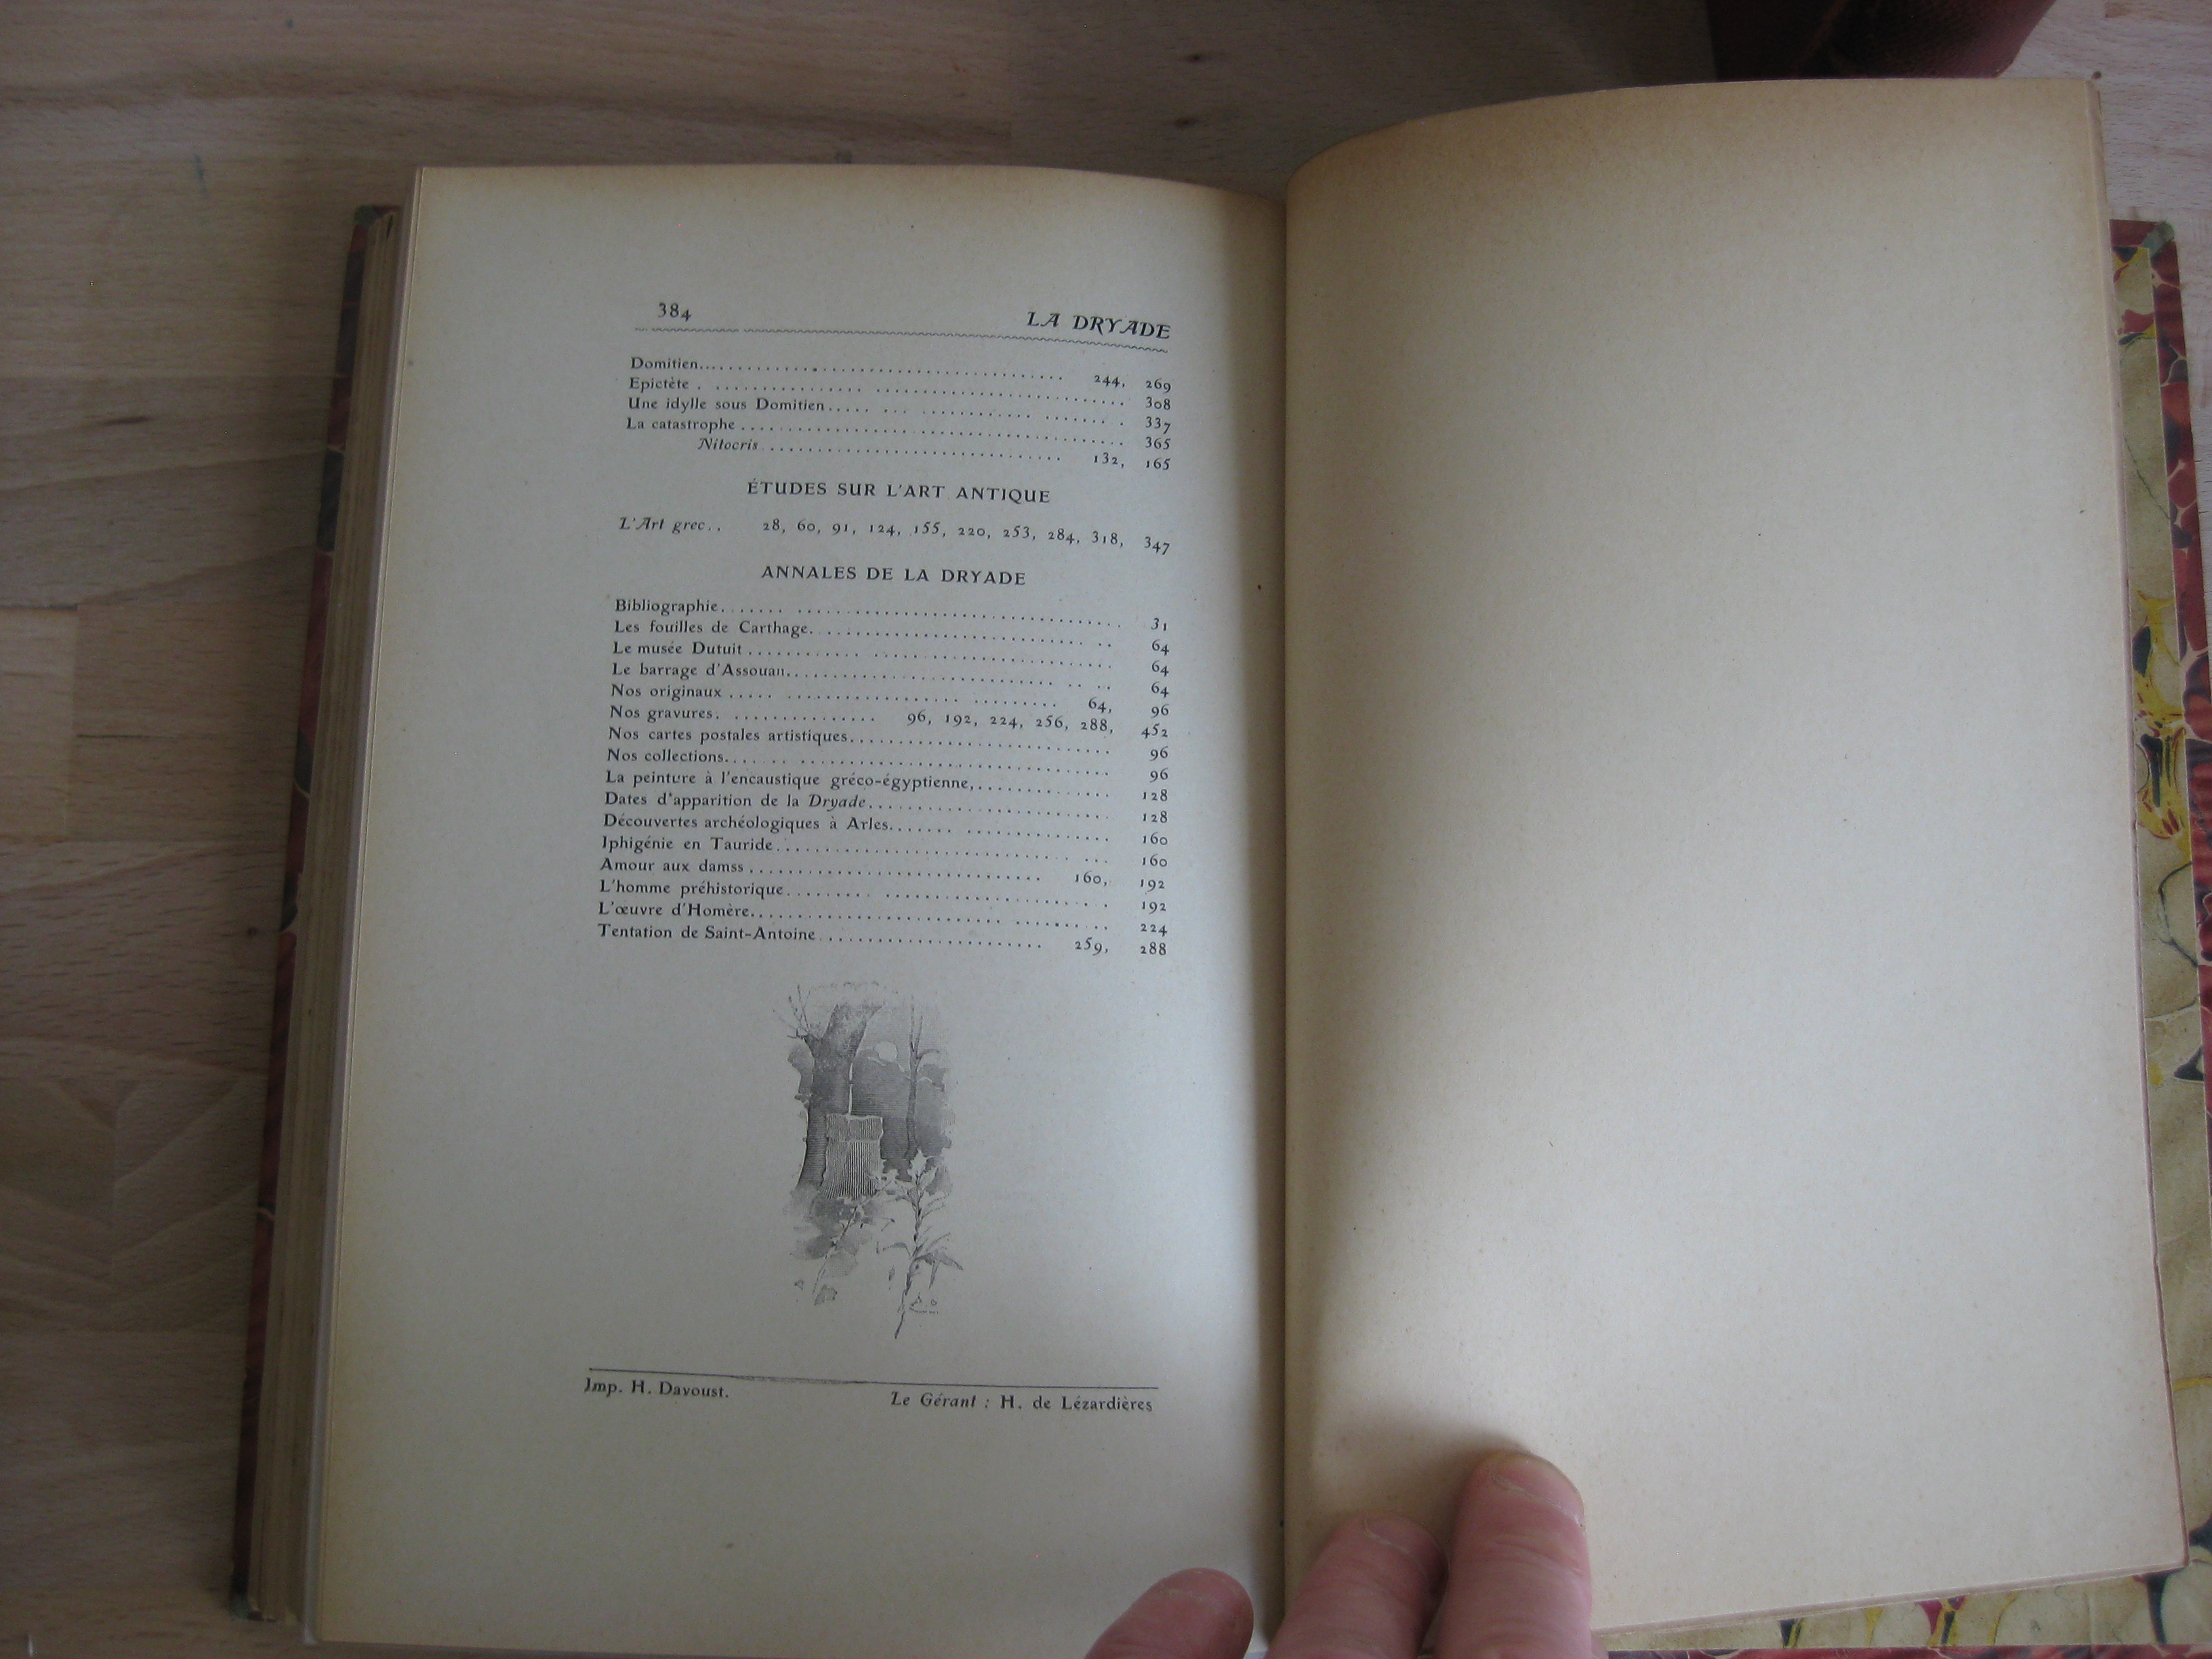 384 LA DRYADE
Domitien... 244, 269
Epictète . 308
Une idylle sous Domitien..... 337
La catastrophe ... 365
Nitocris ... 132, 165
ÉTUDES SUR L'ART ANTIQUE
L'Art grec.. 28, 60, 91, 124, 155, 220, 253, 284, 318, 347
ANNALES DE LA DRYADE
Bibliographie... 31
Les fouilles de Carthage... 64
Le musée Dutuit ... 64
Le barrage d'Assouan... 64
Nos originaux ..... 64, 96
Nos gravures. ... 96, 192, 224, 256, 288, 452
Nos cartes postales artistiques... 96
Nos collections... 96
La peinture à l'encaustique gréco-égyptienne,... 128
Dates d'apparition de la Dryade... 128
Découvertes archéologiques à Arles... 160
Iphigénie en Tauride... 160
Amour aux damss ... 160, 192
L'homme préhistorique... 192
L'œuvre d'Homère... 224
Tentation de Saint-Antoine ... 259, 288
Imp. H. Davoust. Le Gérant : H. de Lézardières